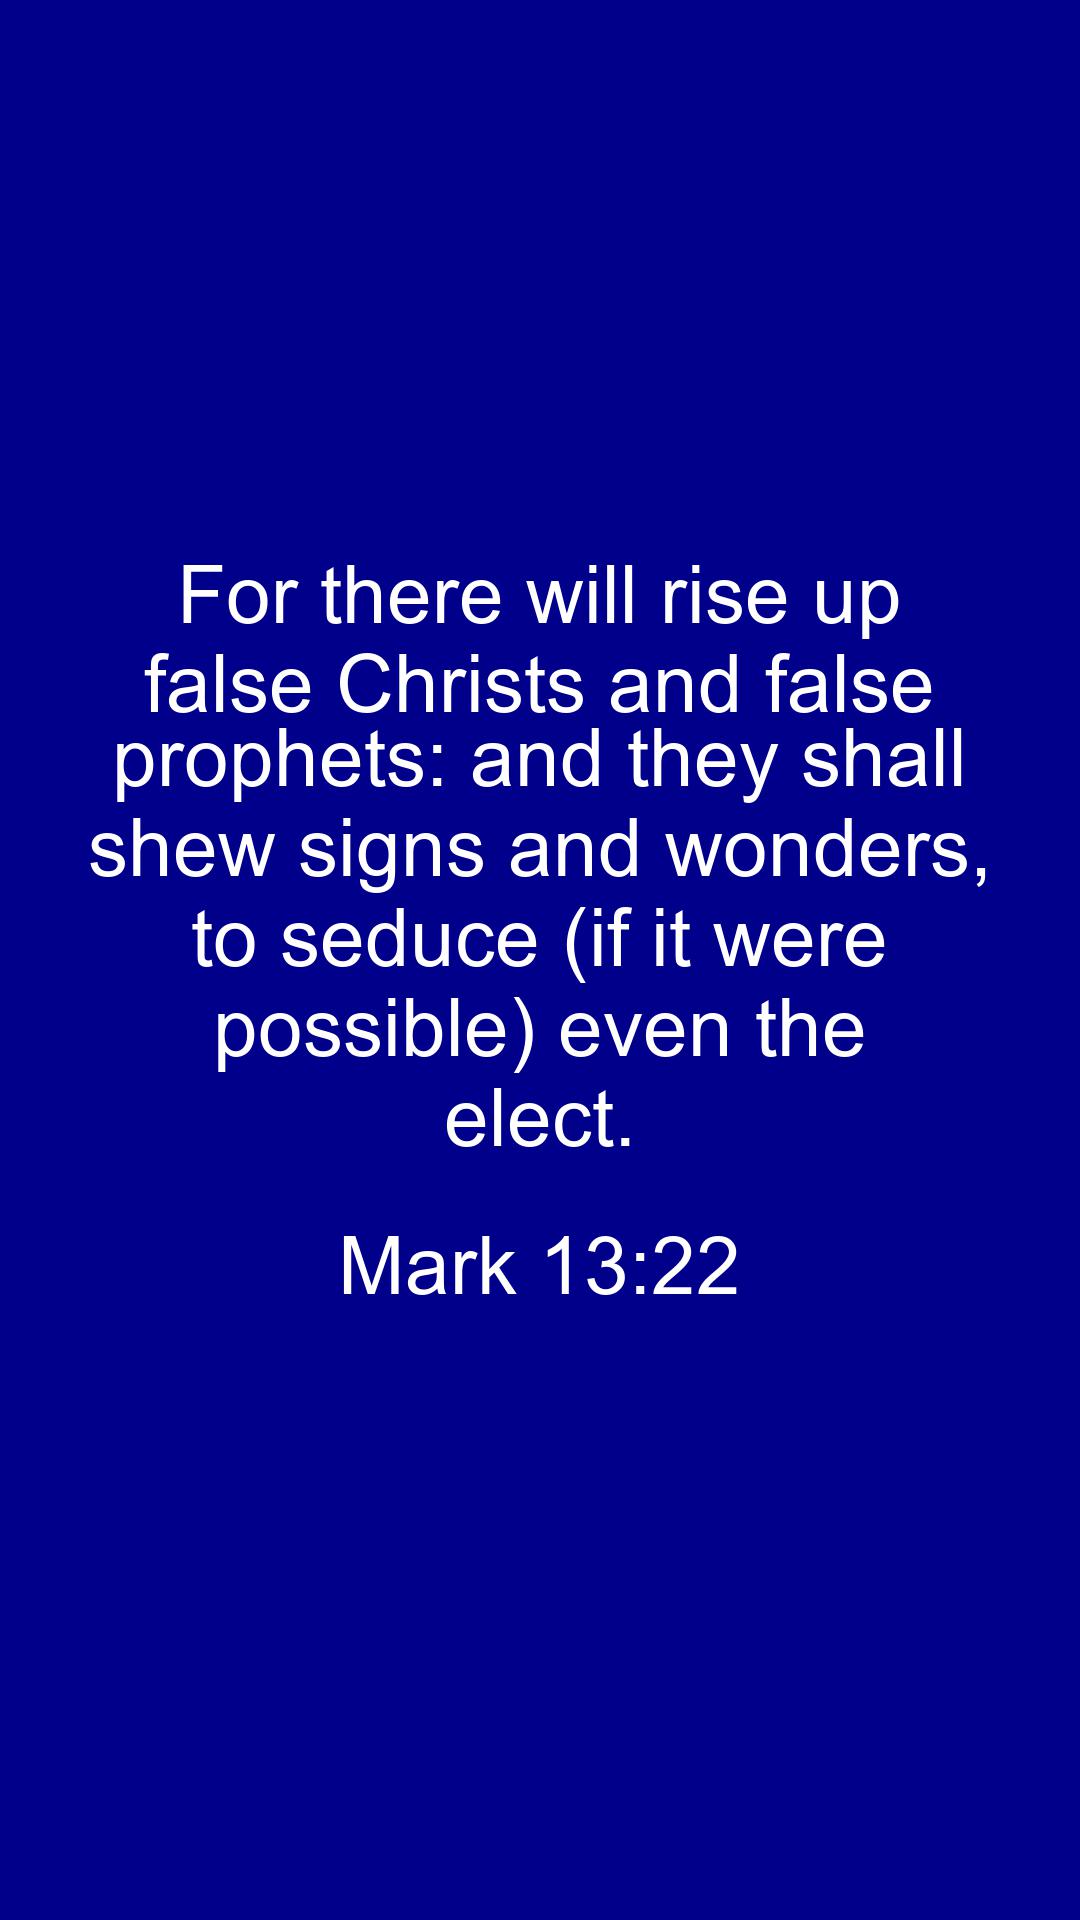 For there will rise up
false Christs and false
prophets: and they shall
shew signs and wonders,
to seduce (if it were
possible) even the
elect.
Mark 13:22